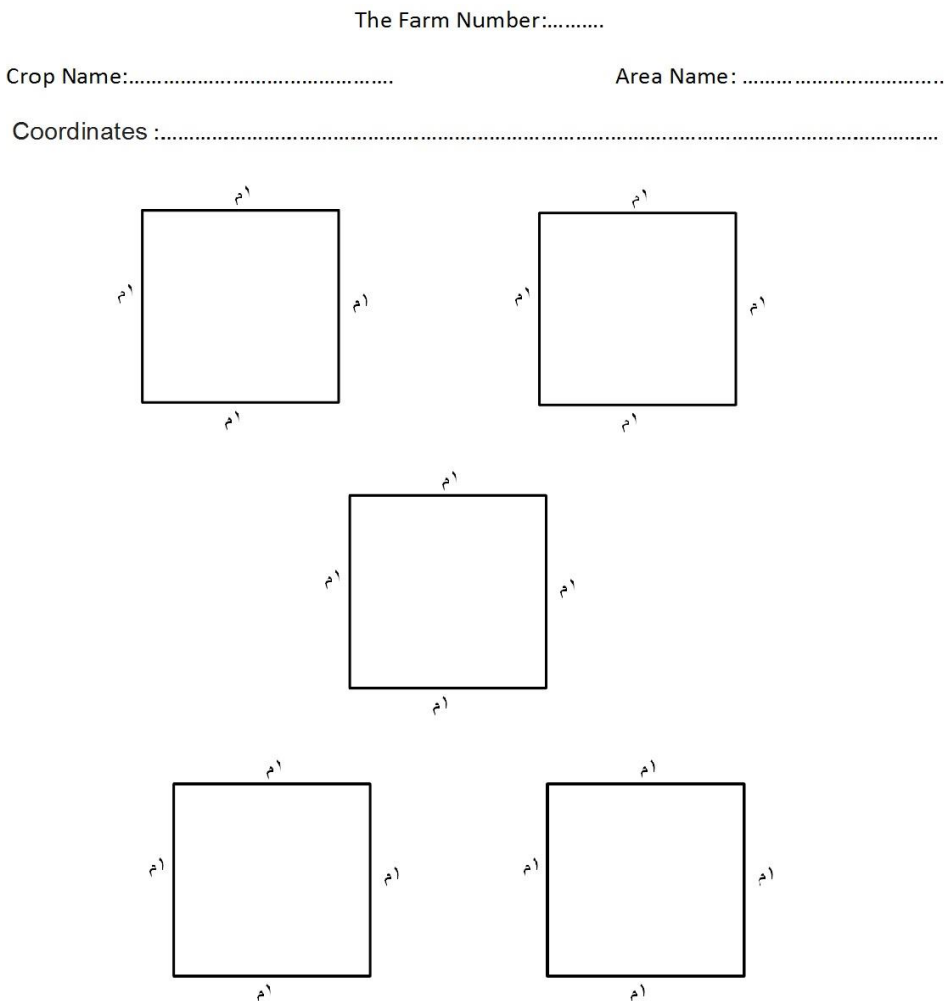 The Farm Number:..........
Crop Name:.............................................. Area Name: ...................................
Coordinates :.......................................................................................................................................
١م ١م
١م ١م ١م ١م
١م ١م
١م
١م ١م
١م
١م ١م
١م ١م ١م ١م
١م ١م